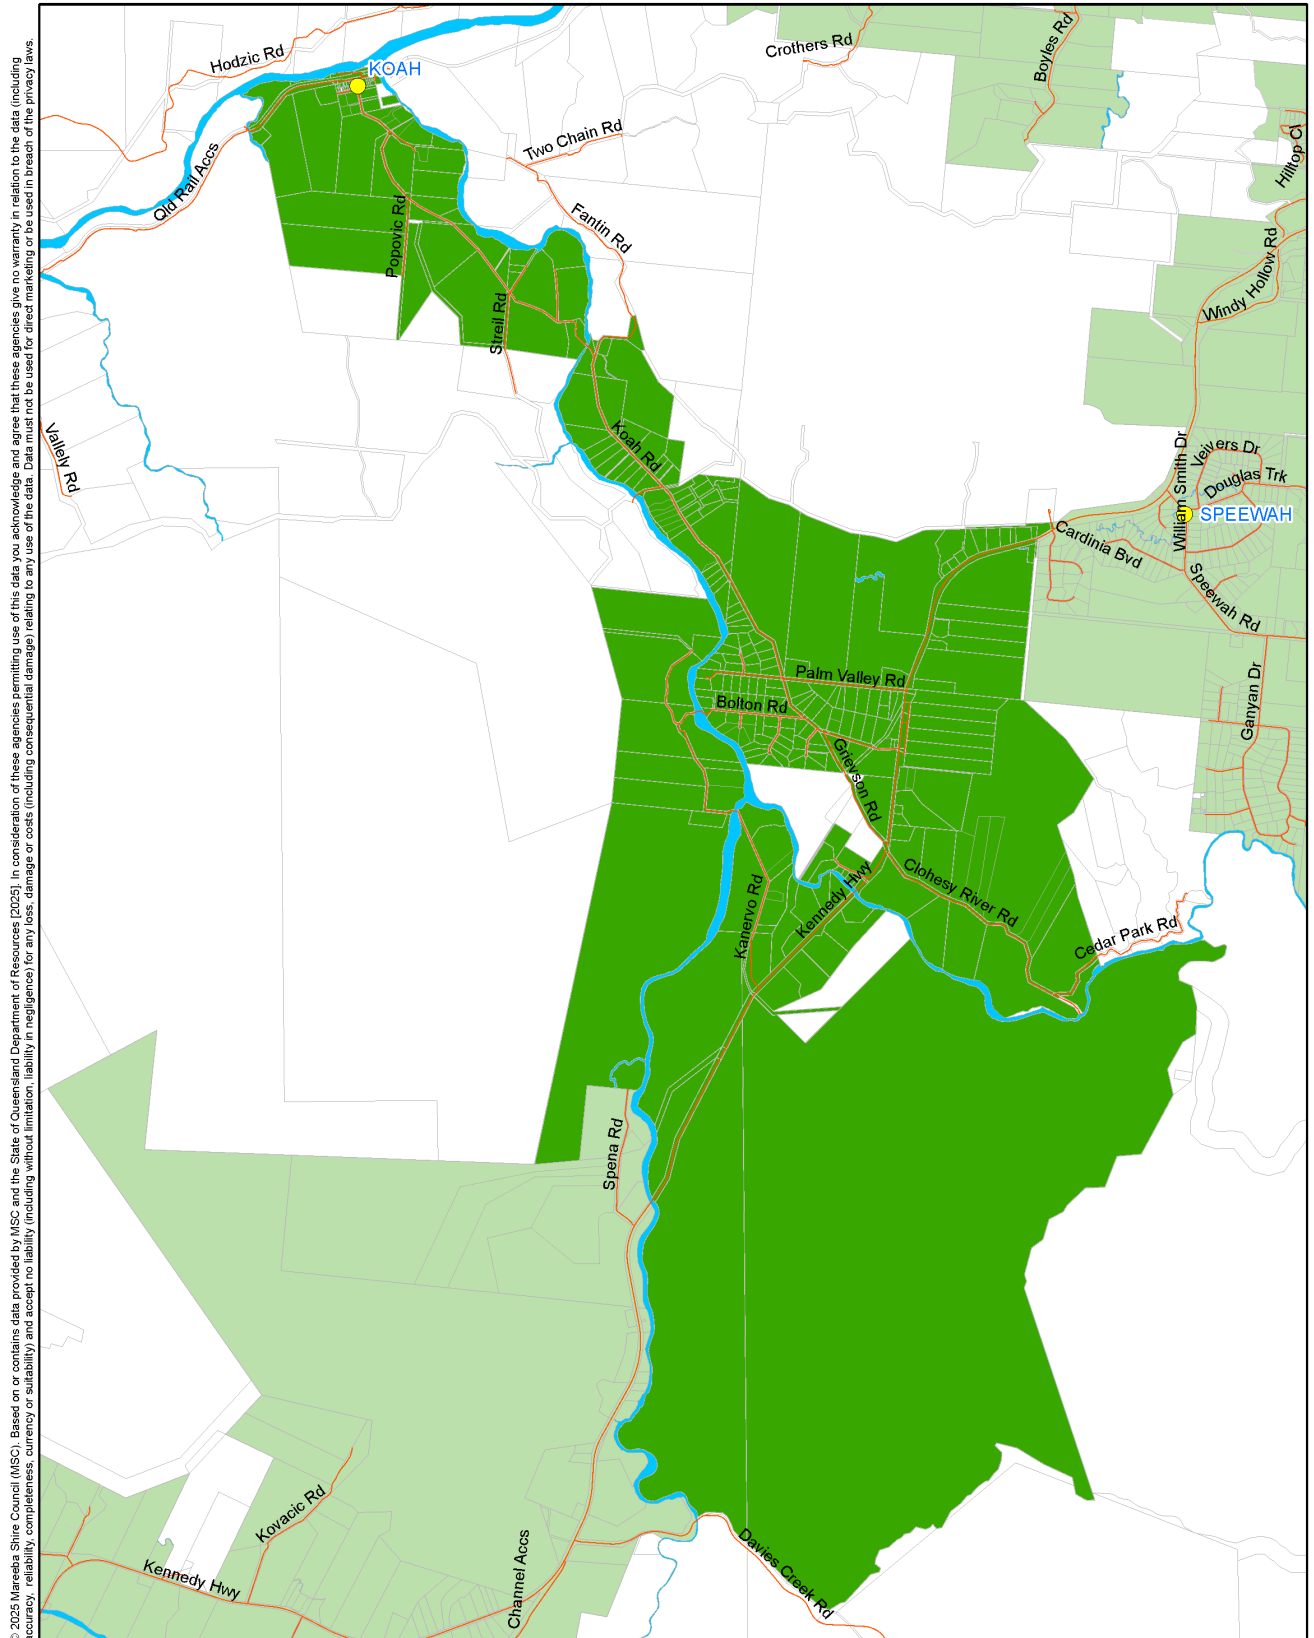 © 2025 Mareeba Shire Council (MSC). Based on or contains data provided by MSC and the State of Queensland Department of Resources [2025]. In consideration of these agencies permitting use of this data you acknowledge and agree that these agencies give no warranty in relation to the data (including
accuracy, reliability, completeness, currency or suitability) and accept no liability (including without limitation, liability in negligence) for any loss, damage or costs (including consequential damage) relating to any use of the data. Data must not be used for direct marketing or be used in breach of the privacy laws.
Hodzic Rd
KOAH
Crothers Rd
Boyles Rd
Two Chain Rd
Hilltop Cl
Qld Rail Accs
Fantin Rd
Popovic Rd
Windy Hollow Rd
Streil Rd
Vallely Rd
Koah Rd
William Smith Dr
Veivers Dr
Douglas Trk
SPEEWAH
Cardinia Bvd
Speewah Rd
Palm Valley Rd
Bolton Rd
Ganyan Dr
Grievson Rd
Clohesy River Rd
Kanervo Rd
Kennedy Hwy
Cedar Park Rd
Spena Rd
Kovacic Rd
Kennedy Hwy
Channel Accs
Davies Creek Rd